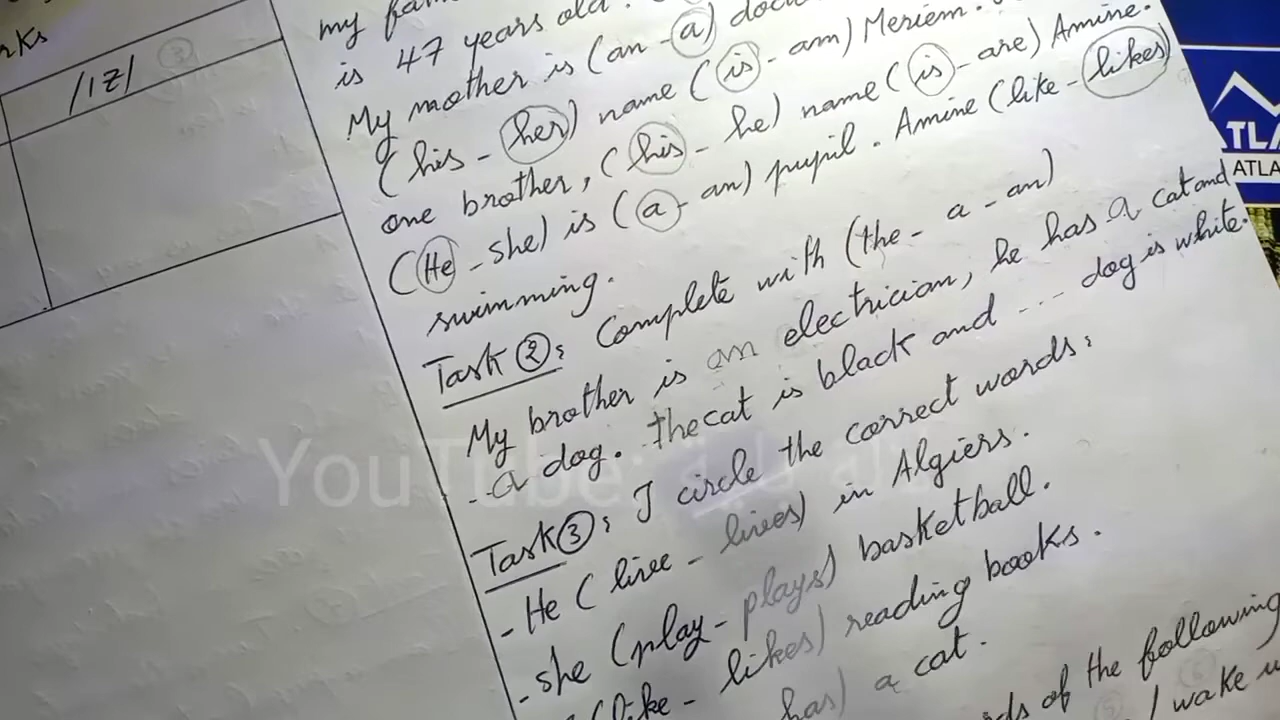 rks
/IZ/
my fam
is 47 years old.
My mother is (an - a) doc
(his - her) name (is - am) Meriem.
one brother, (his - he) name (is - are) Amine.
(He - she) is (a - an) pupil. Amine (like - likes)
swimming.
Task 2: Complete with (the - a - an)
My brother is an electrician, he has a cat and
a dog. the cat is black and ... dog is white.
Task 3: I circle the correct words:
- He (live - lives) in Algiers.
- she (play - plays) basketball.
(like - likes) reading books.
has) a cat.
ds of the following
/ wake u
YouTube:
ATLA